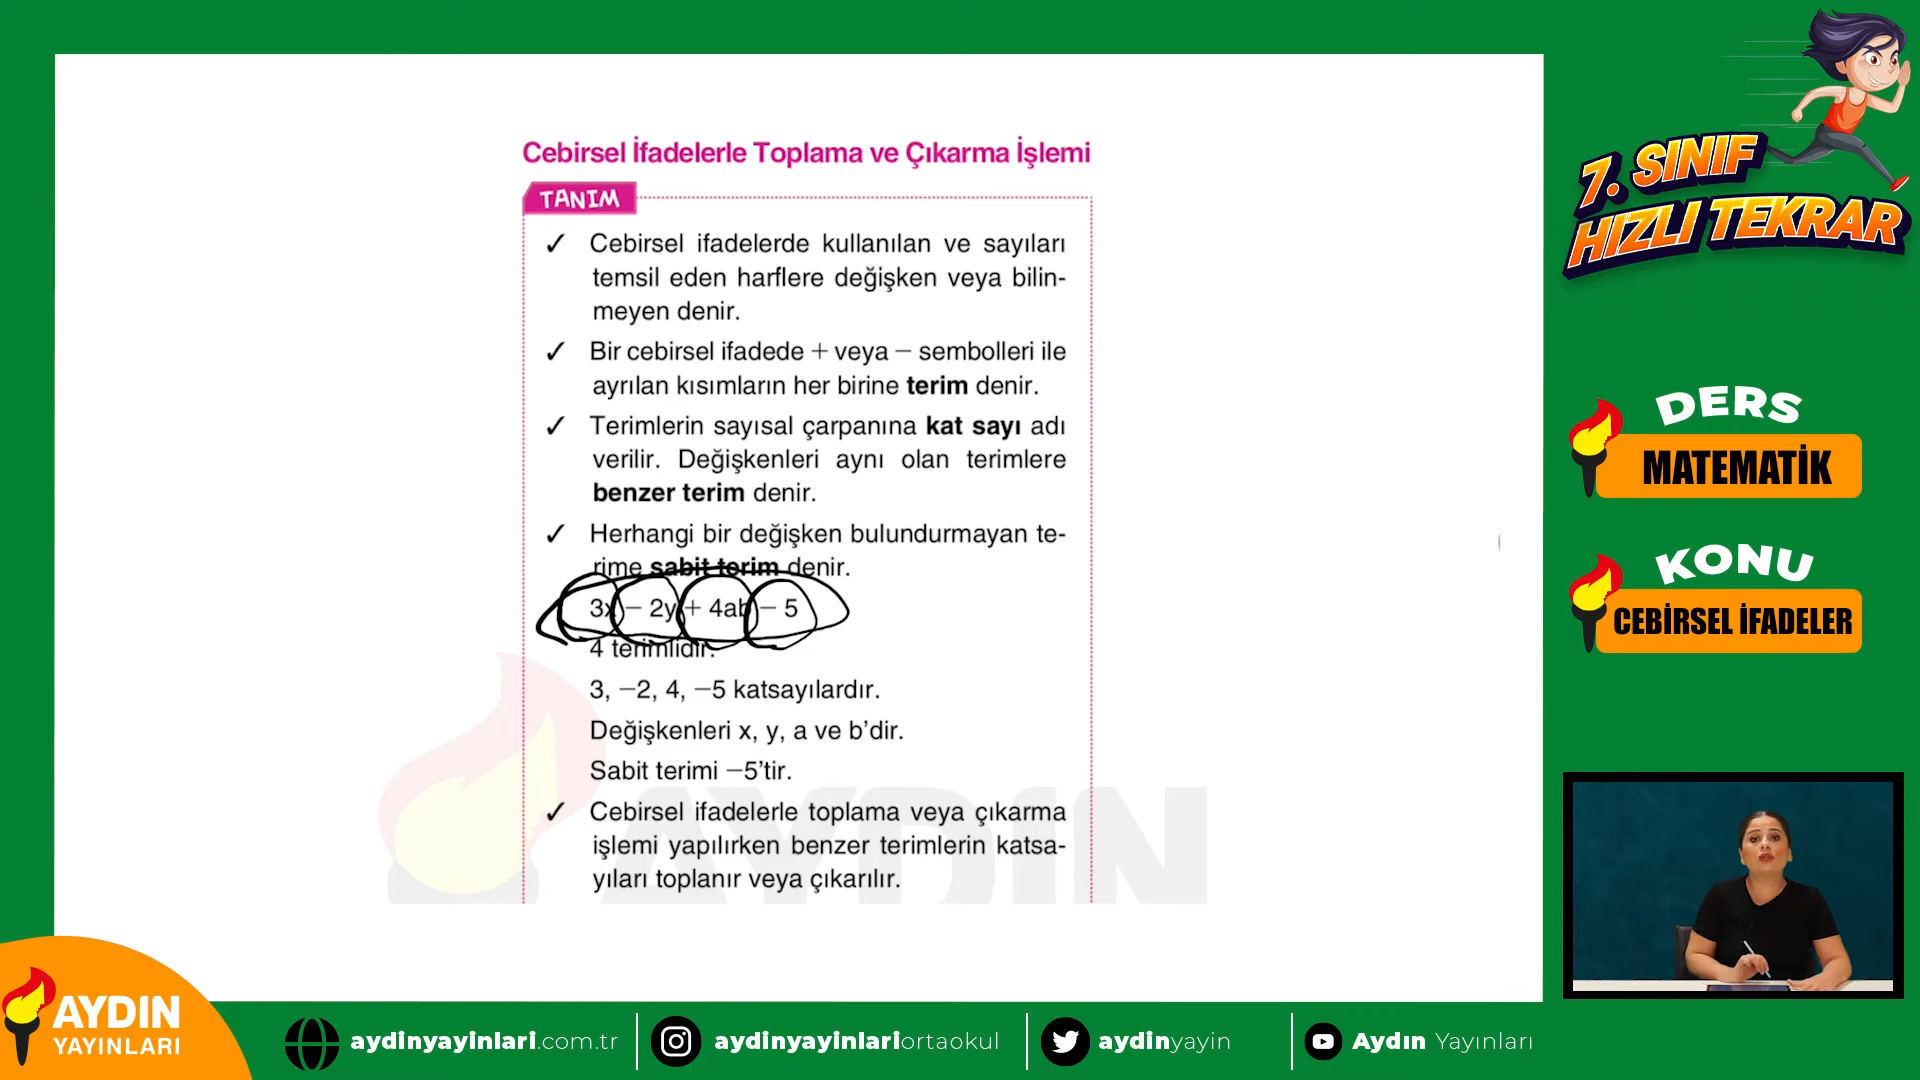 Cebirsel İfadelerle Toplama ve Çıkarma İşlemi
TANIM
✓ Cebirsel ifadelerde kullanılan ve sayıları
temsil eden harflere değişken veya bilin-
meyen denir.
✓ Bir cebirsel ifadede + veya − sembolleri ile
ayrılan kısımların her birine terim denir.
✓ Terimlerin sayısal çarpanına kat sayı adı
verilir. Değişkenleri aynı olan terimlere
benzer terim denir.
✓ Herhangi bir değişken bulundurmayan te-
rime sabit terim denir.
3x − 2y + 4ab − 5
4 terimlidir.
3, −2, 4, −5 katsayılardır.
Değişkenleri x, y, a ve b’dir.
Sabit terimi −5’tir.
✓ Cebirsel ifadelerle toplama veya çıkarma
işlemi yapılırken benzer terimlerin katsa-
yıları toplanır veya çıkarılır.
AYDIN
7. SINIF
HIZLI TEKRAR
DERS
MATEMATİK
KONU
CEBİRSEL İFADELER
AYDIN
YAYINLARI
aydinyayinlari.com.tr
aydinyayinlariortaokul
aydinyayin
Aydın Yayınları